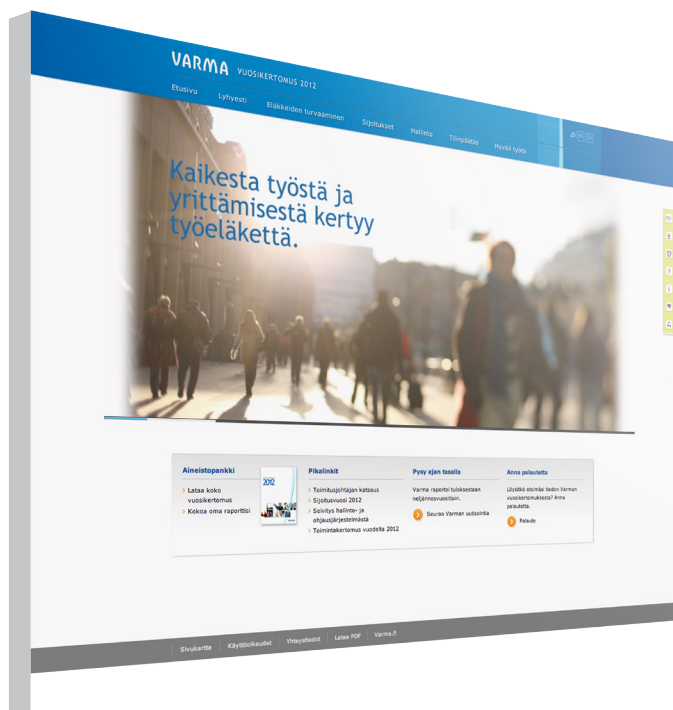 VARMA VUOSIKERTOMUS 2012
Etusivu Lyhyesti Eläkkeiden turvaaminen Sijoitukset Hallinto Tilinpäätös Hyvää työtä
Kaikesta työstä ja
yrittämisestä kertyy
työeläkettä.
Aineistopankki
Lataa koko
vuosikertomus
Kokoa oma raporttisi
2012
Pikalinkit
Toimitusjohtajan katsaus
Sijoitusvuosi 2012
Selvitys hallinto- ja
ohjausjärjestelmästä
Toimintakertomus vuodelta 2012
Pysy ajan tasalla
Varma raportoi tuloksestaan
neljännesvuosittain.
Seuraa Varman uutisointia
Anna palautetta
Löysitkö etsimäsi tiedon Varman
vuosikertomuksesta? Anna
palautetta.
Palaute
Sivukartta Käyttöoikeudet Yhteystiedot Lataa PDF Varma.fi